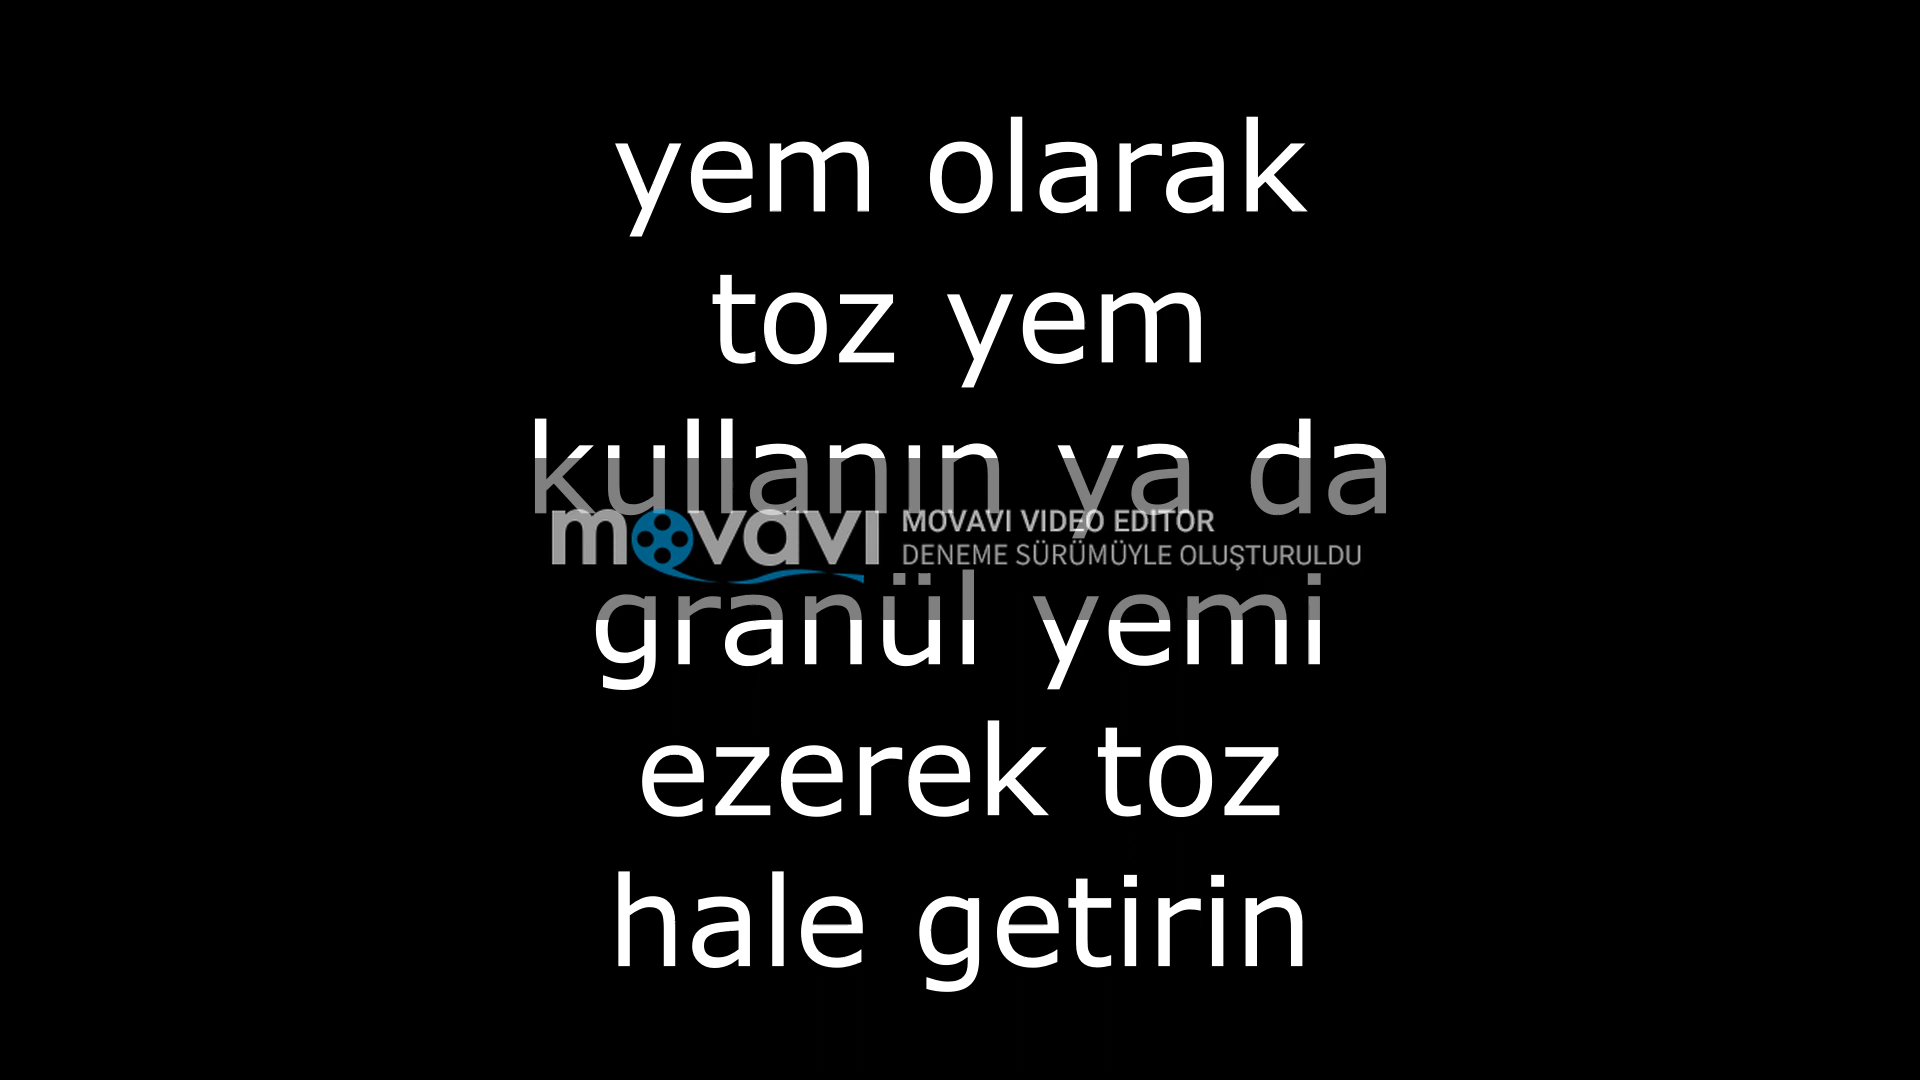 yem olarak
toz yem
kullanın ya da
movavi MOVAVI VIDEO EDITOR
DENEME SÜRÜMÜYLE OLUŞTURULDU
granül yemi
ezerek toz
hale getirin